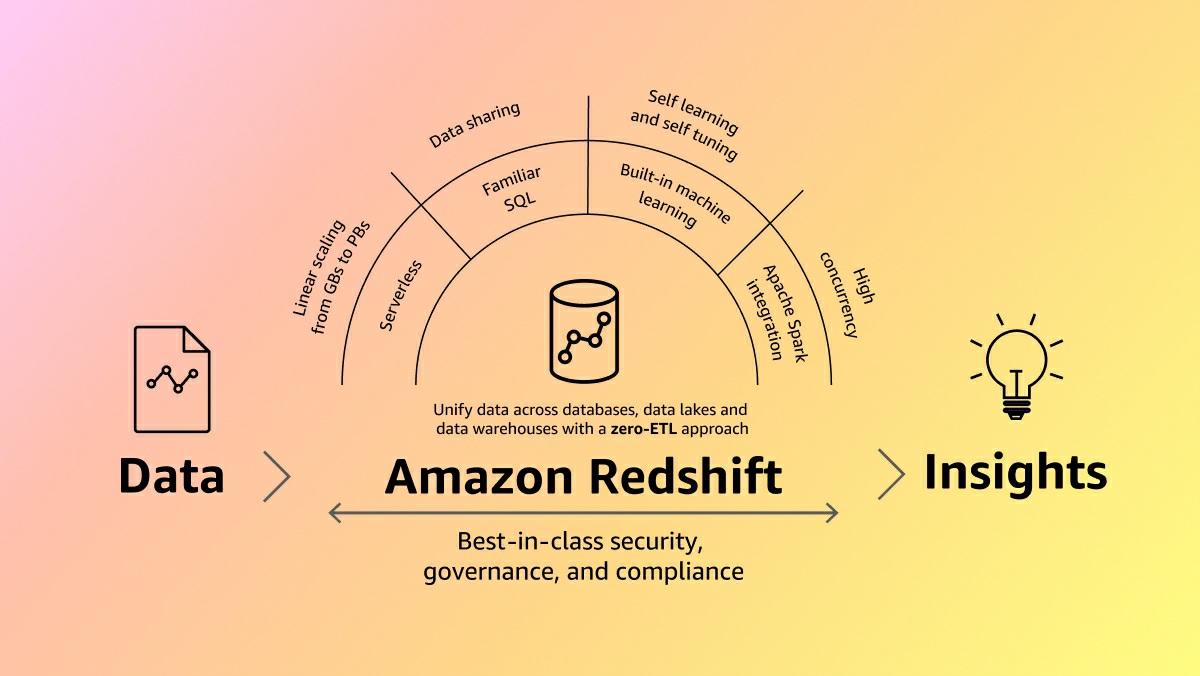 Data sharing
Self learning
and self tuning
Linear scaling
from GBs to PBs
High
concurrency
Serverless
Familiar
SQL
Built-in machine
learning
Apache Spark
integration
Unify data across databases, data lakes and
data warehouses with a zero-ETL approach
Data
Amazon Redshift
Insights
Best-in-class security,
governance, and compliance